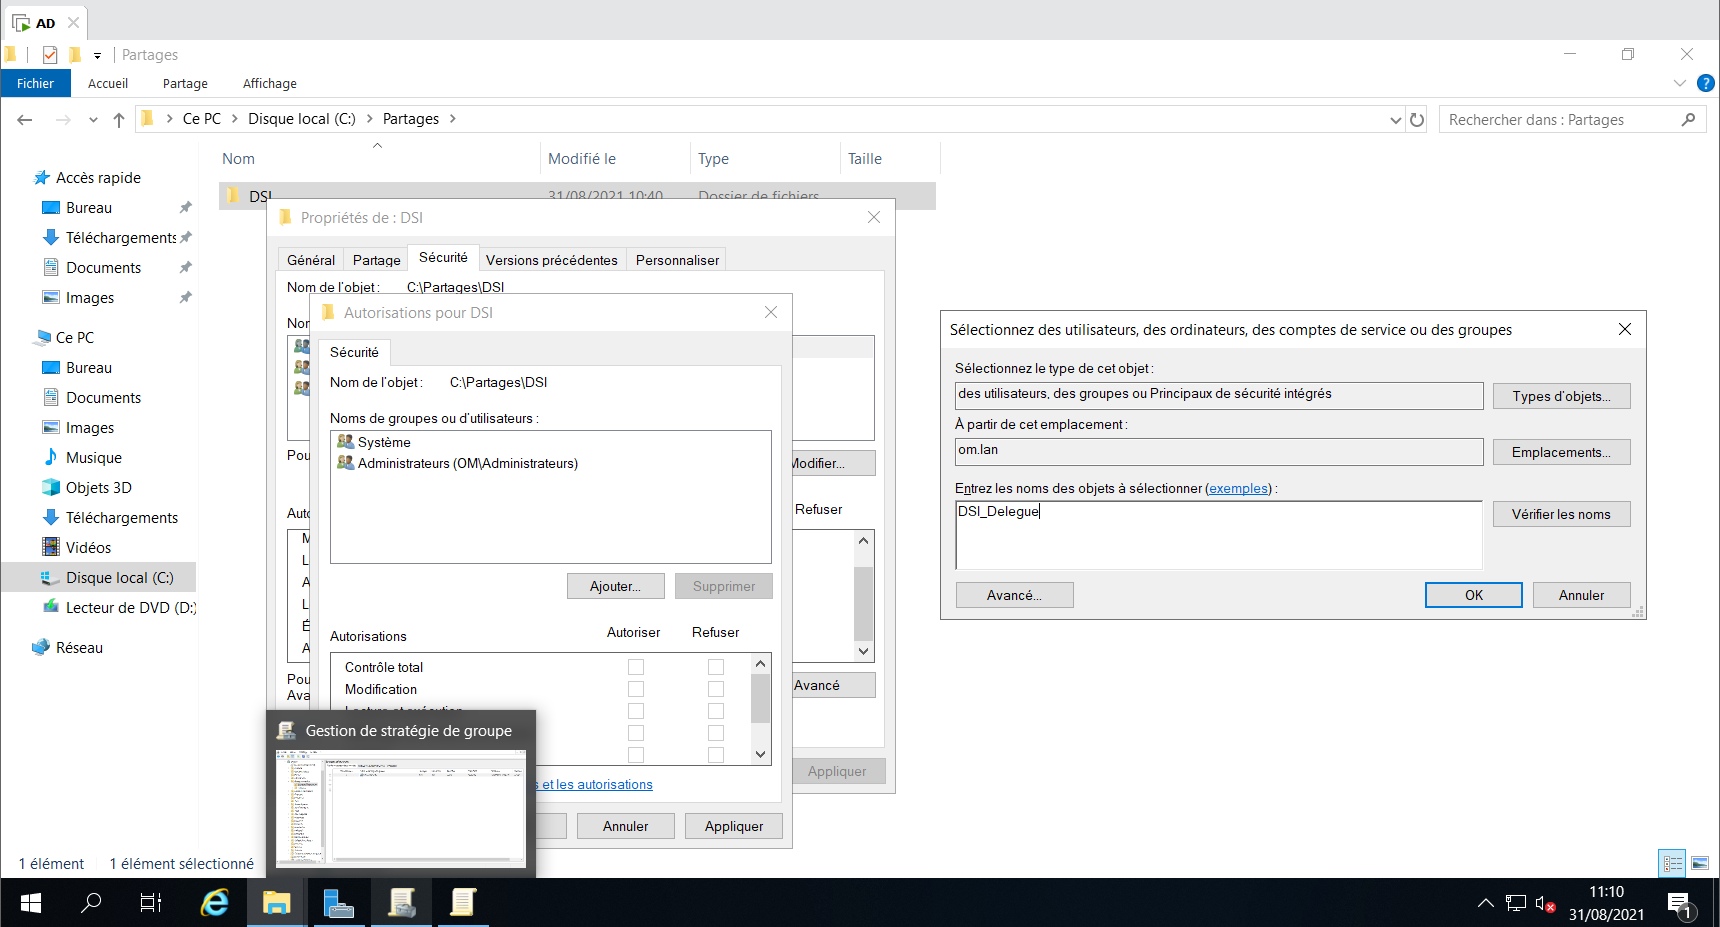 AD
Partages
Fichier
Accueil
Partage
Affichage
Ce PC
Disque local (C:)
Partages
Rechercher dans : Partages
Nom
Modifié le
Type
Taille
DSI
31/08/2021 10:40
Dossier de fichiers
Accès rapide
Bureau
Téléchargements
Documents
Images
Ce PC
Bureau
Documents
Images
Musique
Objets 3D
Téléchargements
Vidéos
Disque local (C:)
Lecteur de DVD (D:)
Réseau
Propriétés de : DSI
Général
Partage
Sécurité
Versions précédentes
Personnaliser
Nom de l'objet :
C:\Partages\DSI
Modifier...
Refuser
Avancé
Appliquer
Autorisations pour DSI
Sécurité
Nom de l'objet :
C:\Partages\DSI
Noms de groupes ou d'utilisateurs :
Système
Administrateurs (OM\Administrateurs)
Ajouter...
Supprimer
Autorisations
Autoriser
Refuser
Contrôle total
Modification
Lecture et exécution
s et les autorisations
Annuler
Appliquer
Gestion de stratégie de groupe
Sélectionnez des utilisateurs, des ordinateurs, des comptes de service ou des groupes
Sélectionnez le type de cet objet :
des utilisateurs, des groupes ou Principaux de sécurité intégrés
Types d'objets...
À partir de cet emplacement :
om.lan
Emplacements...
Entrez les noms des objets à sélectionner (exemples) :
DSI_Delegue
Vérifier les noms
Avancé...
OK
Annuler
1 élément
1 élément sélectionné
11:10
31/08/2021
1